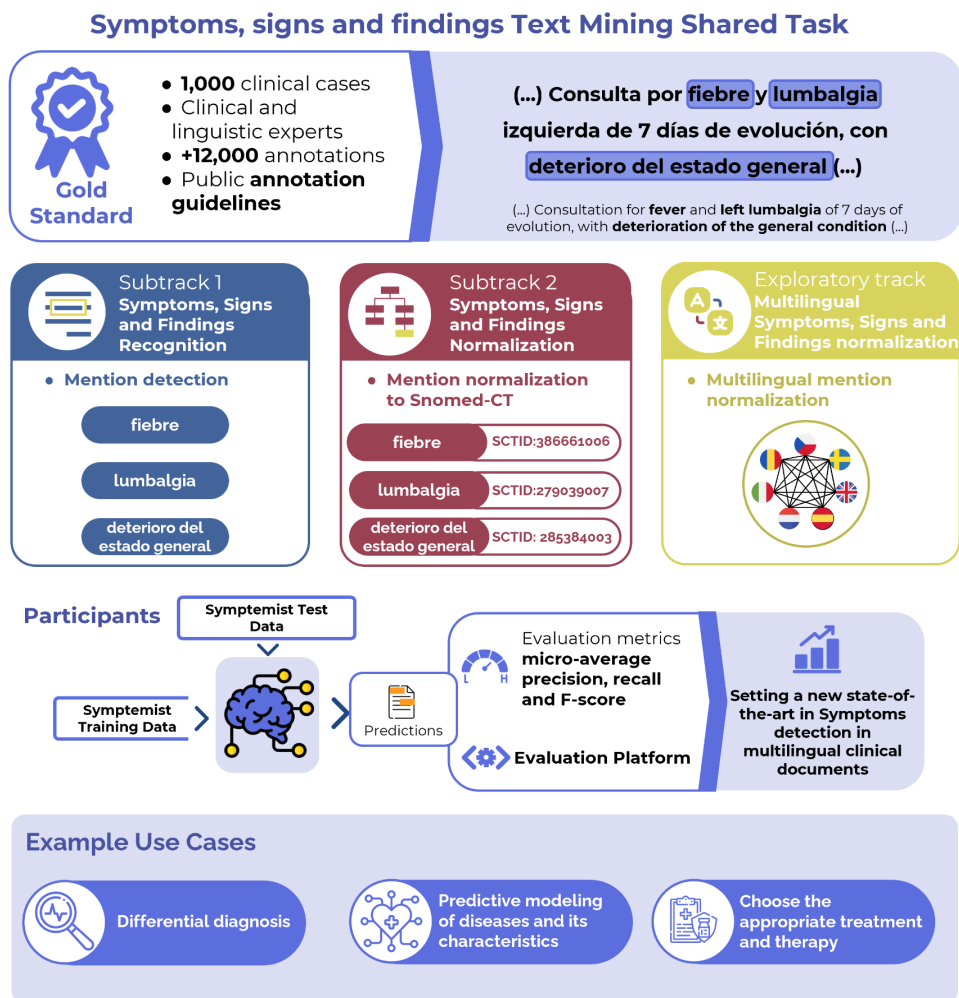 Symptoms, signs and findings Text Mining Shared Task
Gold
Standard
● 1,000 clinical cases
● Clinical and
linguistic experts
● +12,000 annotations
● Public annotation
guidelines
(...) Consulta por fiebre y lumbalgia
izquierda de 7 días de evolución, con
deterioro del estado general (...)
(...) Consultation for fever and left lumbalgia of 7 days of
evolution, with deterioration of the general condition (...)
Subtrack 1
Symptoms, Signs
and Findings
Recognition
● Mention detection
fiebre
lumbalgia
deterioro del
estado general
Subtrack 2
Symptoms, Signs
and Findings
Normalization
● Mention normalization
to Snomed-CT
fiebre SCTID:386661006
lumbalgia SCTID:279039007
deterioro del
estado general SCTID: 285384003
Exploratory track
Multilingual
Symptoms, Signs and
Findings normalization
● Multilingual mention
normalization
A
文
Participants
Symptemist Test
Data
Symptemist
Training Data
Predictions
L H
Evaluation metrics
micro-average
precision, recall
and F-score
Evaluation Platform
Setting a new state-of-
the-art in Symptoms
detection in
multilingual clinical
documents
Example Use Cases
Differential diagnosis
Predictive modeling
of diseases and its
characteristics
Choose the
appropriate treatment
and therapy